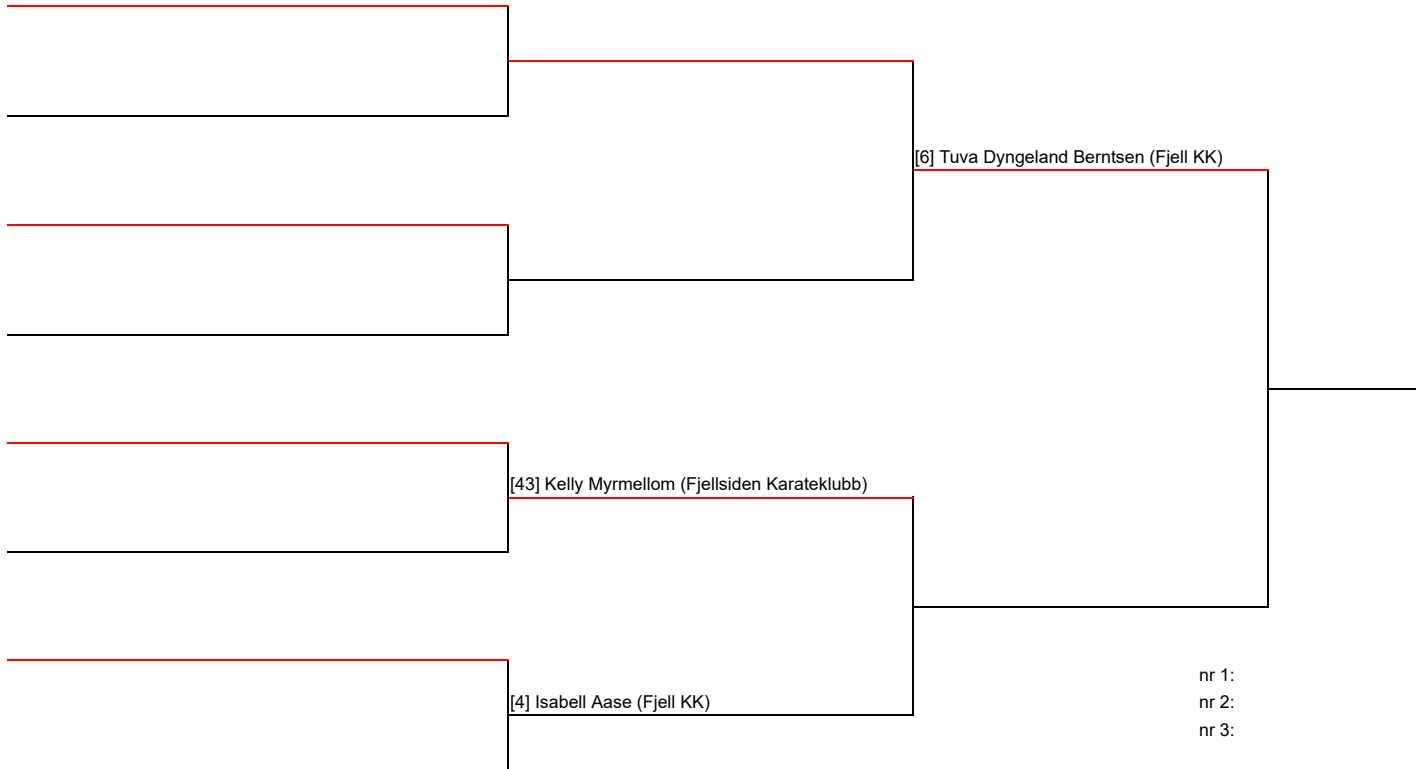 [6] Tuva Dyngeland Berntsen (Fjell KK)
[43] Kelly Myrmellom (Fjellsiden Karateklubb)
[4] Isabell Aase (Fjell KK)
nr 1:
nr 2:
nr 3: